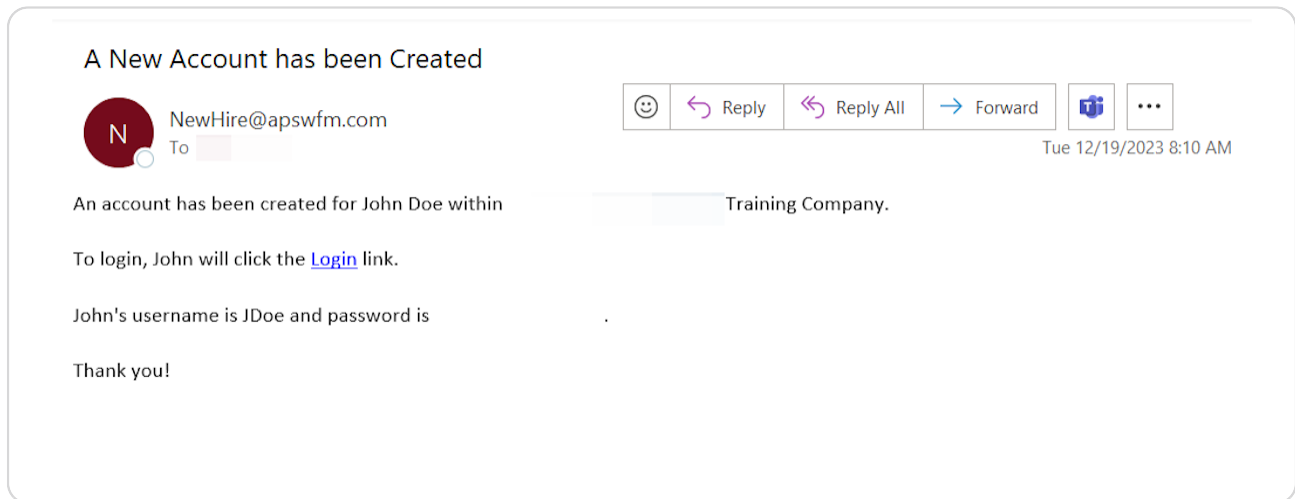 A New Account has been Created
N
NewHire@apswfm.com
To
Reply
Reply All
Forward
Tue 12/19/2023 8:10 AM
An account has been created for John Doe within Training Company.
To login, John will click the Login link.
John's username is JDoe and password is .
Thank you!